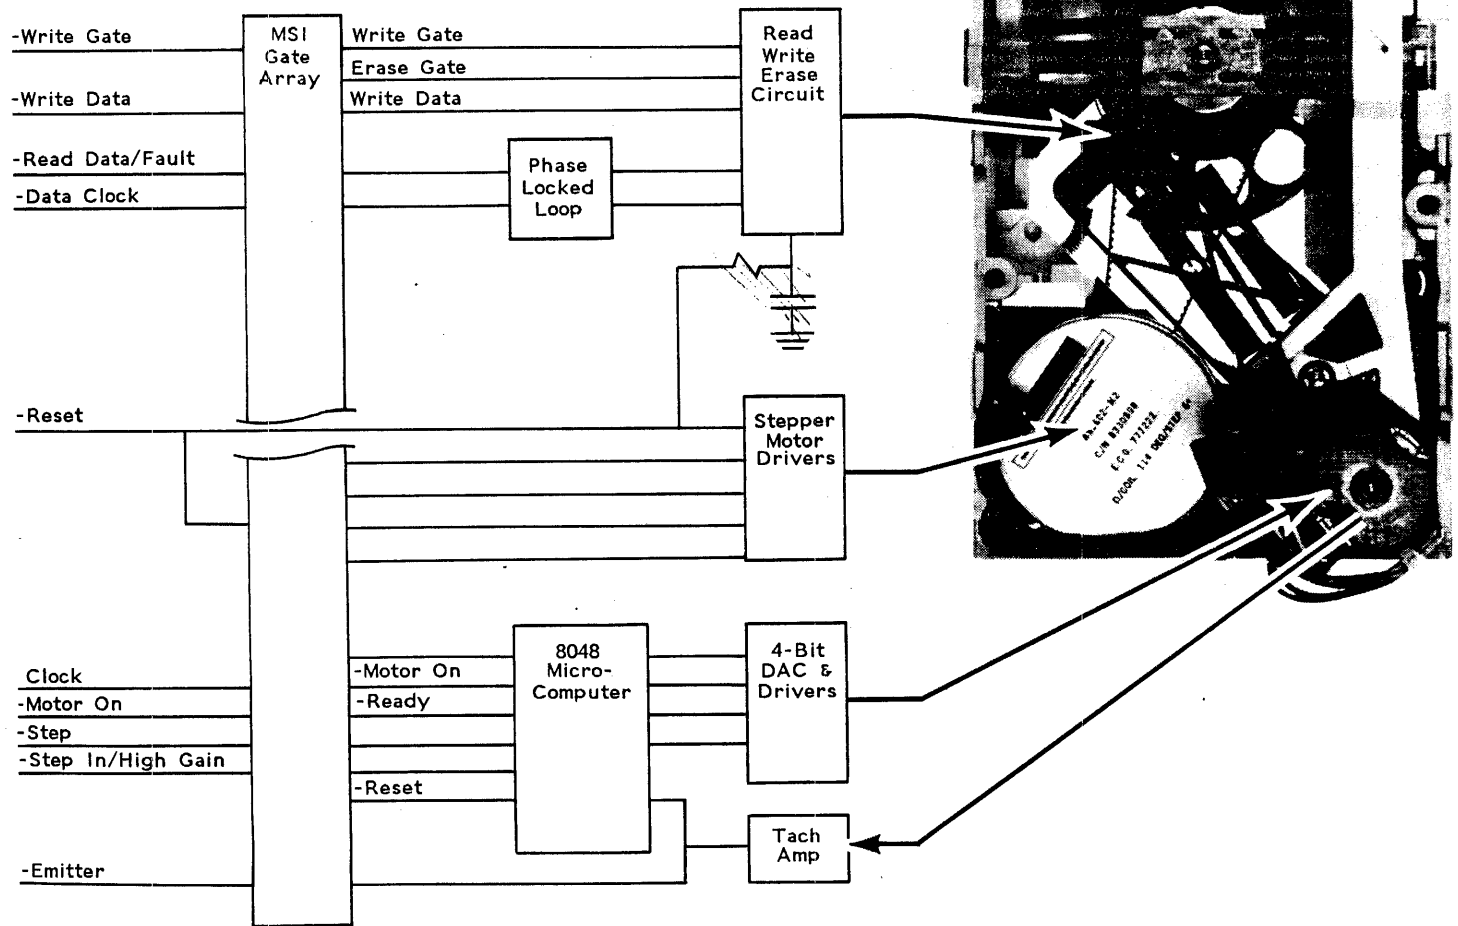 -Write Gate
MSI
Gate
Array
Write Gate
Erase Gate
Write Data
Read
Write
Erase
Circuit
-Write Data
-Read Data/Fault
-Data Clock
Phase
Locked
Loop
-Reset
Stepper
Motor
Drivers
C/N
E.C.O. 777222
Clock
-Motor On
-Step
-Step In/High Gain
-Motor On
-Ready
-Reset
8048
Micro-
Computer
4-Bit
DAC &
Drivers
Tach
Amp
-Emitter